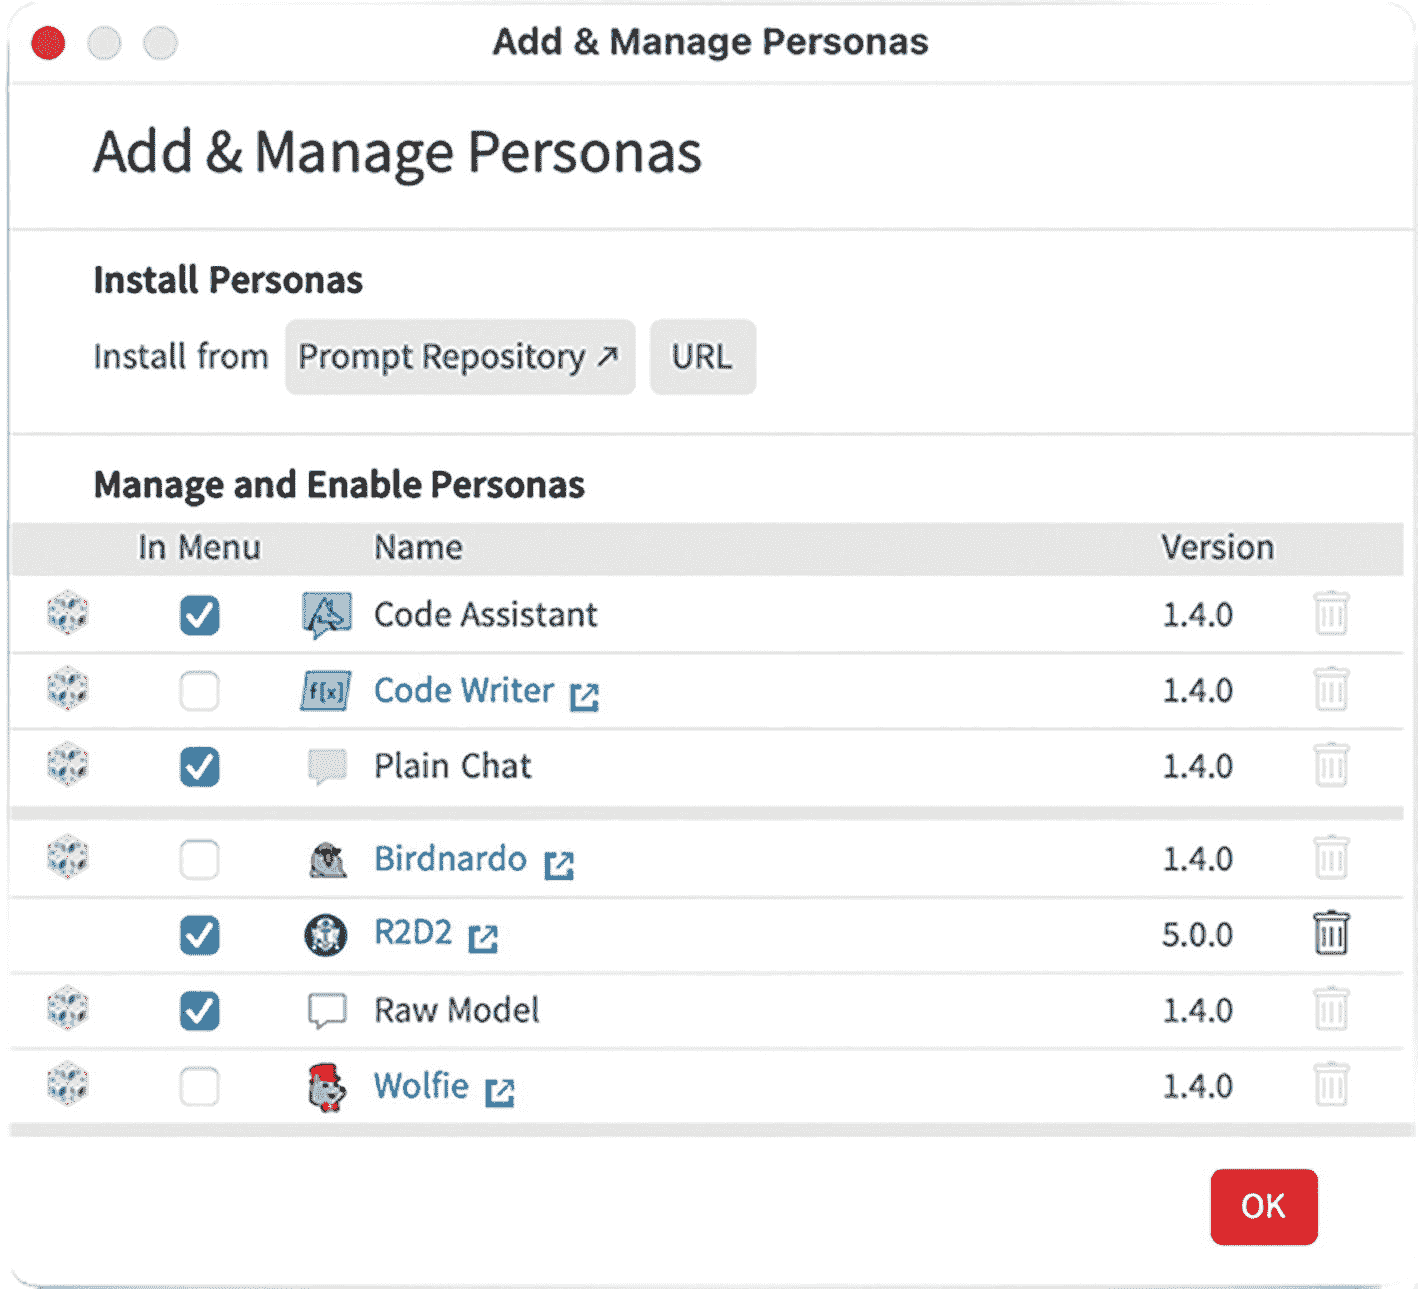 Add & Manage Personas
Add & Manage Personas
Install Personas
Install from Prompt Repository ↗ URL
Manage and Enable Personas
In Menu Name Version
Code Assistant 1.4.0
f[x] Code Writer 1.4.0
Plain Chat 1.4.0
Birdnardo 1.4.0
R2D2 5.0.0
Raw Model 1.4.0
Wolfie 1.4.0
OK